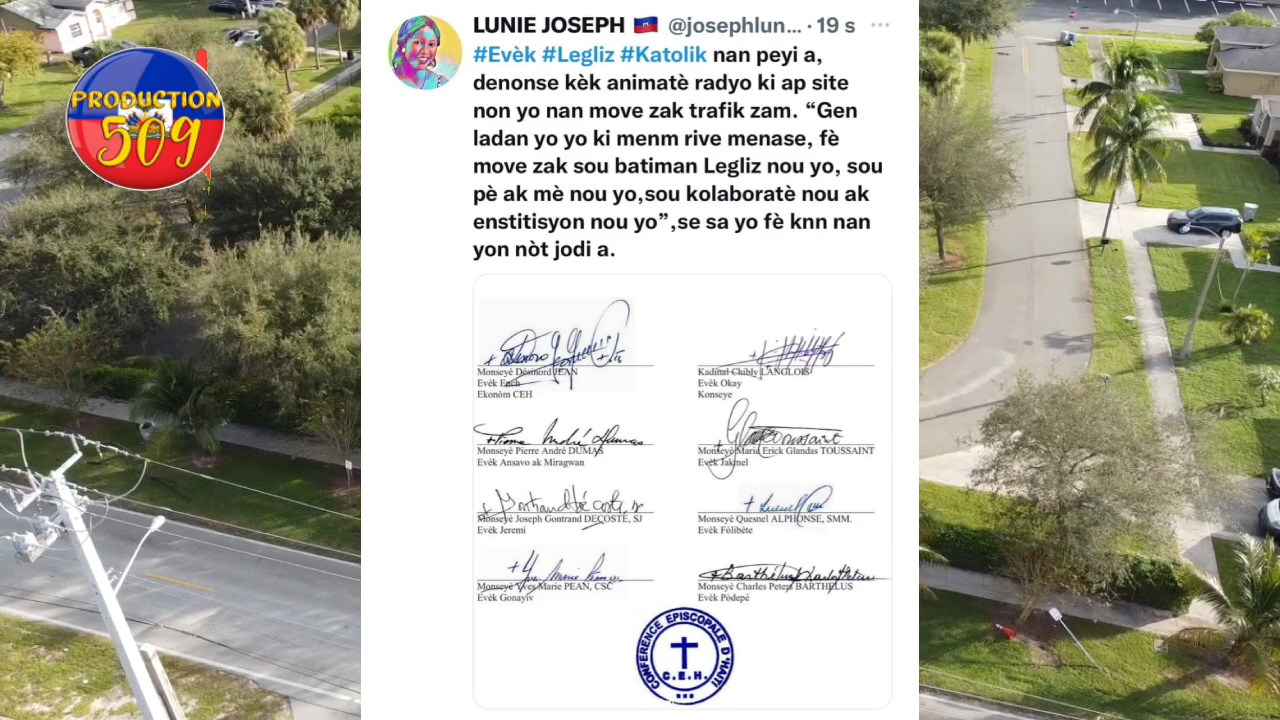 PRODUCTION
509
LUNIE JOSEPH 🇭🇹 @josephlun... · 19 s
#Evèk #Legliz #Katolik nan peyi a,
denonse kèk animatè radyo ki ap site
non yo nan move zak trafik zam. “Gen
ladan yo yo ki menm rive menase, fè
move zak sou batiman Legliz nou yo, sou
pè ak mè nou yo,sou kolaboratè nou ak
enstitisyon nou yo”,se sa yo fè knn nan
yon nòt jodi a.
Monseyè Désinord JEAN
Evèk Ench
Ekonòm CEH
Kadinal Chibly LANGLOIS
Evèk Okay
Konseye
Monseyè Pierre André DUMAS
Evèk Ansavo ak Miragwan
Monseyè Marie Erick Glandas TOUSSAINT
Evèk Jakmel
Monseyè Joseph Gontrand DECOSTE, SJ
Evèk Jeremi
Monseyè Quesnel ALPHONSE, SMM.
Evèk Fòlibète
Monseyè Yves Marie PEAN, CSC
Evèk Gonayiv
Monseyè Charles Peters BARTHELUS
Evèk Pòdepè
CONFERENCE EPISCOPALE D'HAITI
C.E.H.